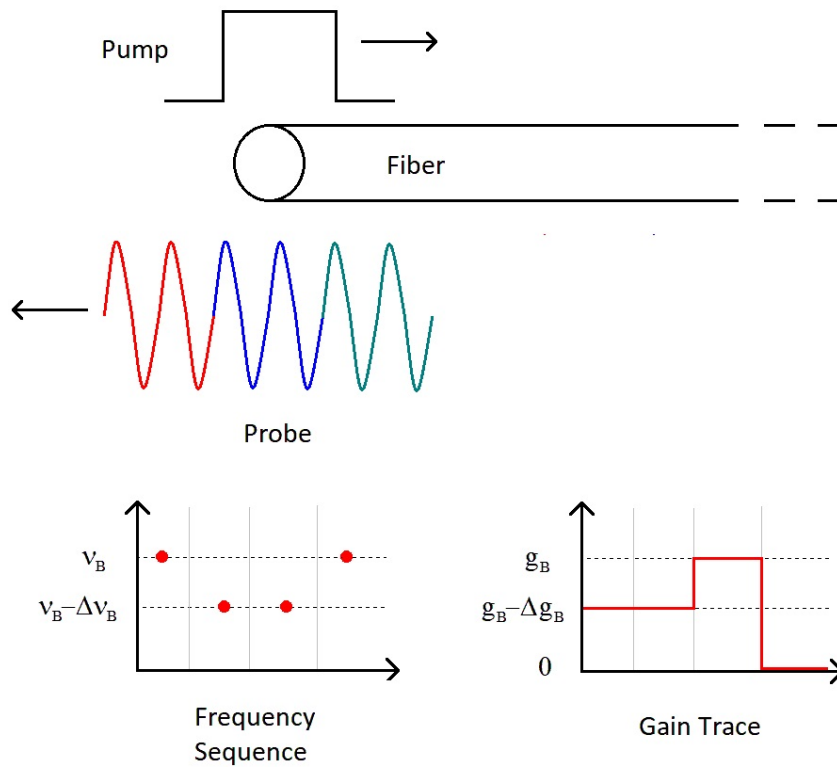 Pump
Fiber
Probe
ν_B
ν_B–Δν_B
Frequency
Sequence
g_B
g_B–Δg_B
0
Gain Trace